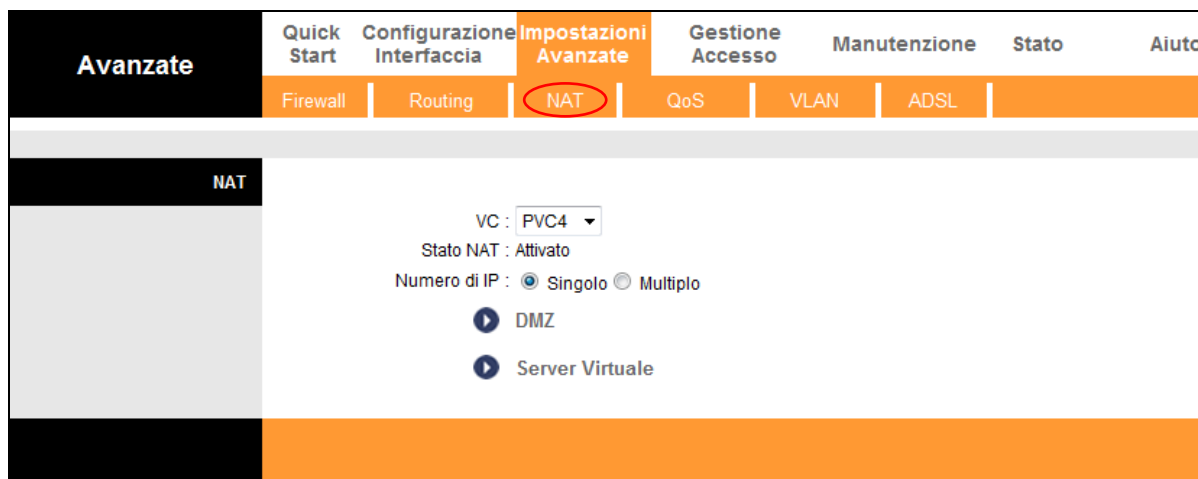 Avanzate
Quick Start
Configurazione Interfaccia
Impostazioni Avanzate
Gestione Accesso
Manutenzione
Stato
Aiuto
Firewall
Routing
NAT
QoS
VLAN
ADSL
NAT
VC : PVC4
Stato NAT : Attivato
Numero di IP : Singolo Multiplo
DMZ
Server Virtuale